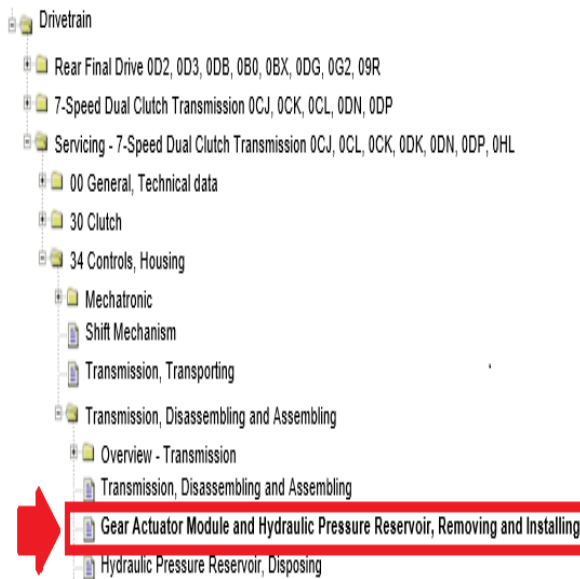 Drivetrain
Rear Final Drive 0D2, 0D3, 0DB, 0B0, 0BX, 0DG, 0G2, 09R
7-Speed Dual Clutch Transmission 0CJ, 0CK, 0CL, 0DN, 0DP
Servicing - 7-Speed Dual Clutch Transmission 0CJ, 0CL, 0CK, 0DK, 0DN, 0DP, 0HL
00 General, Technical data
30 Clutch
34 Controls, Housing
Mechatronic
Shift Mechanism
Transmission, Transporting
Transmission, Disassembling and Assembling
Overview - Transmission
Transmission, Disassembling and Assembling
Gear Actuator Module and Hydraulic Pressure Reservoir, Removing and Installing
Hydraulic Pressure Reservoir, Disposing